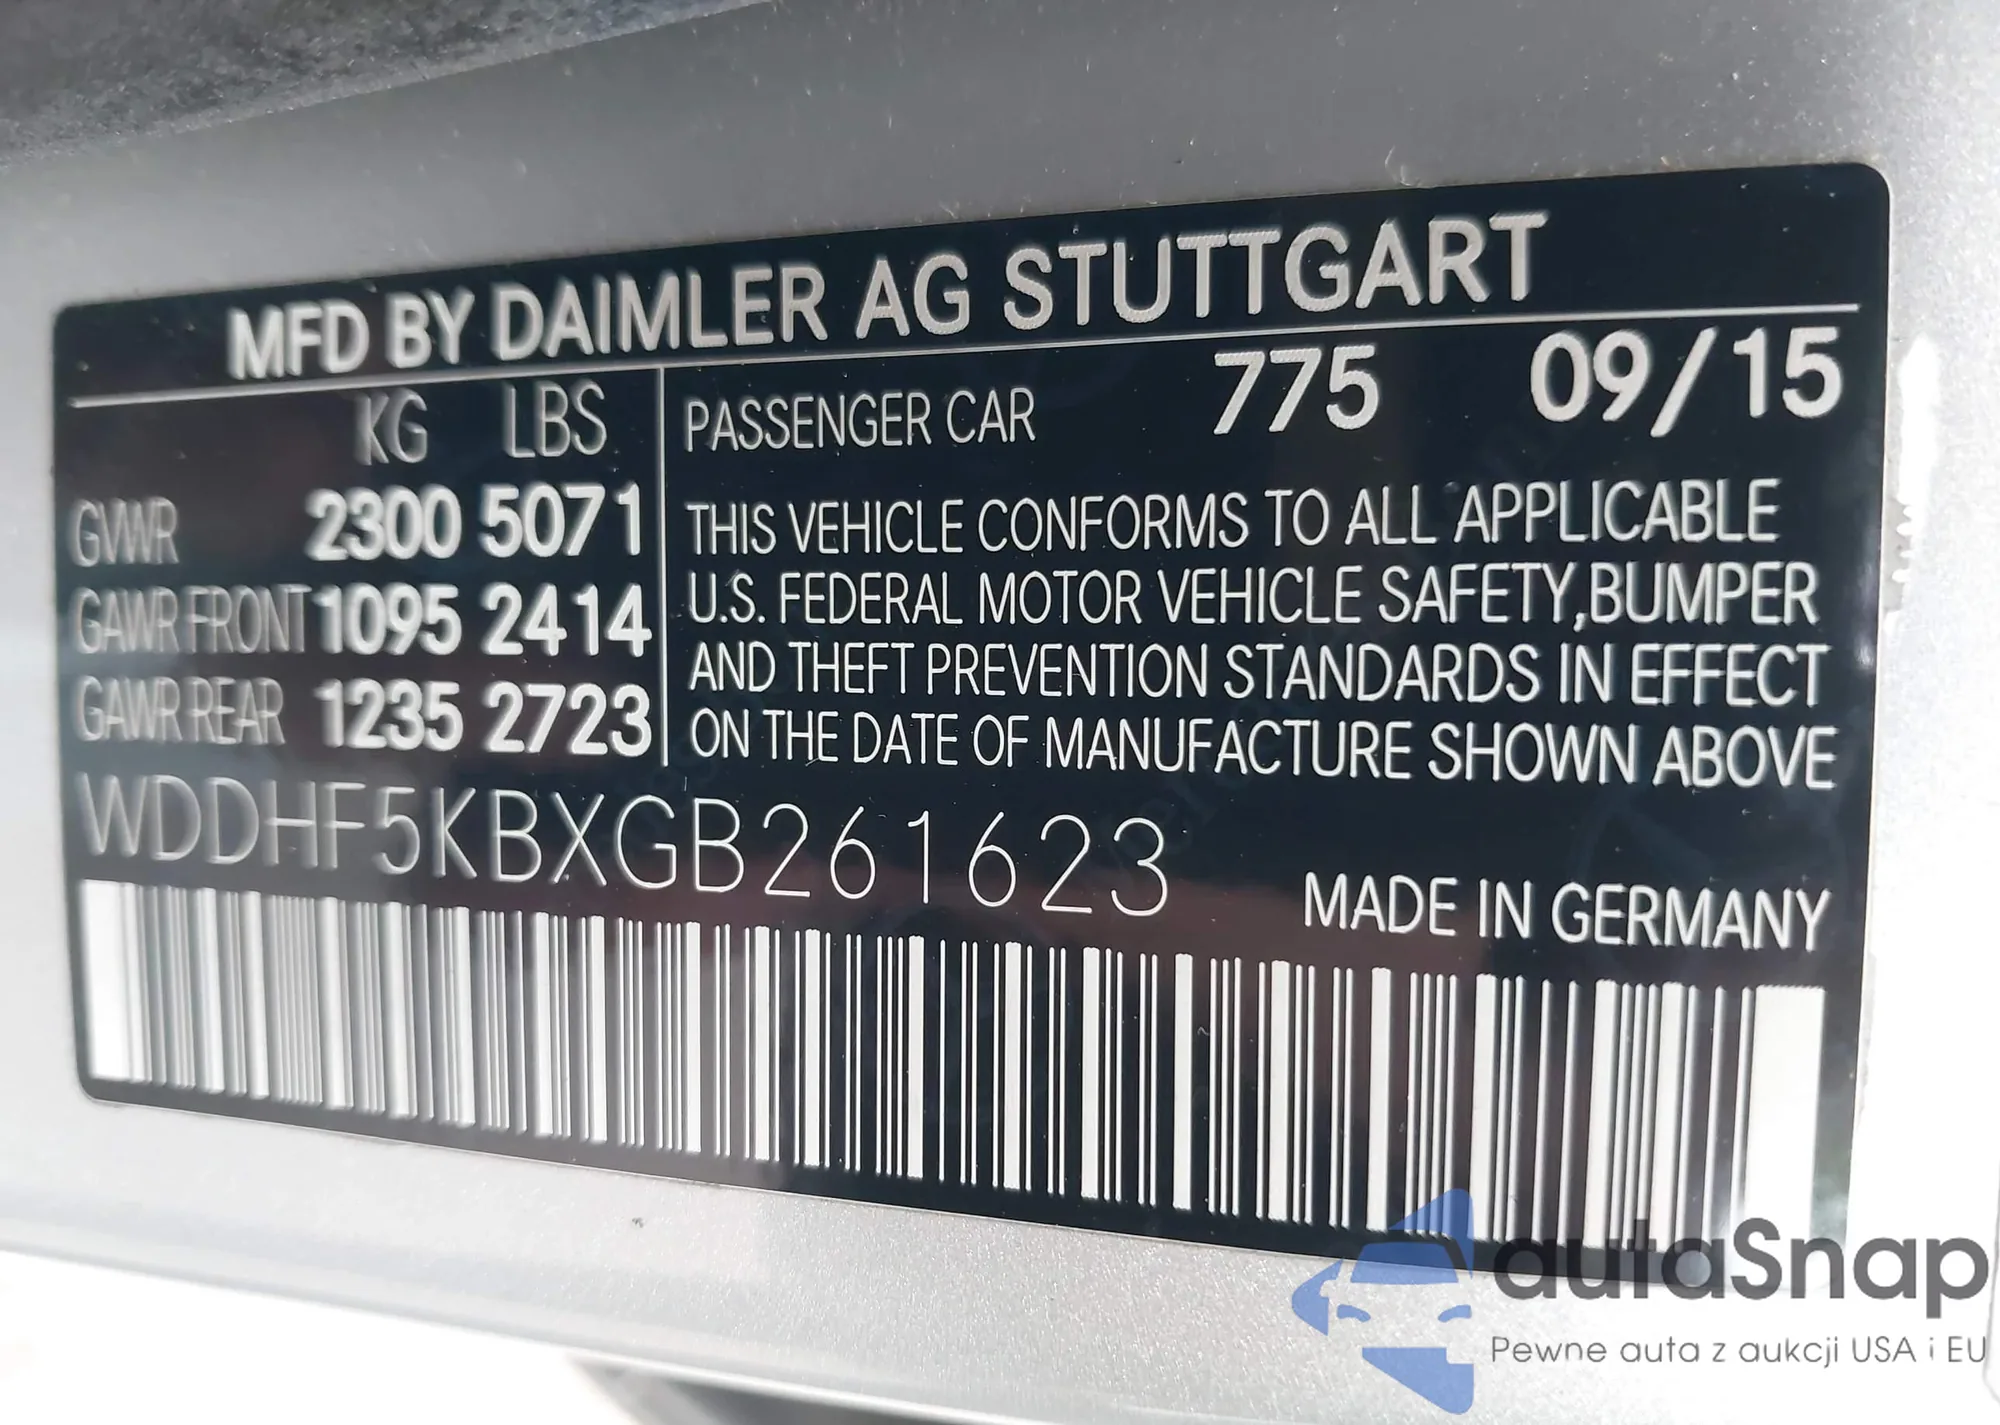 MFD BY DAIMLER AG STUTTGART
KG LBS
GVWR 2300 5071
GAWR FRONT 1095 2414
GAWR REAR 1235 2723
PASSENGER CAR 775 09/15
THIS VEHICLE CONFORMS TO ALL APPLICABLE
U.S. FEDERAL MOTOR VEHICLE SAFETY,BUMPER
AND THEFT PREVENTION STANDARDS IN EFFECT
ON THE DATE OF MANUFACTURE SHOWN ABOVE
WDDHF5KBXGB261623
MADE IN GERMANY
autaSnap
Pewne auta z aukcji USA i EU